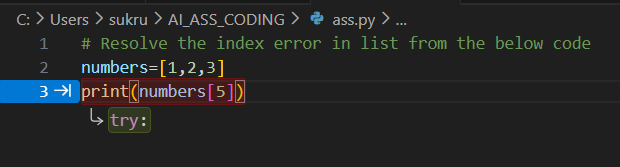 C: > Users > sukru > AI_ASS_CODING > ass.py > ...
1 # Resolve the index error in list from the below code
2 numbers=[1,2,3]
3 print(numbers[5])
try: